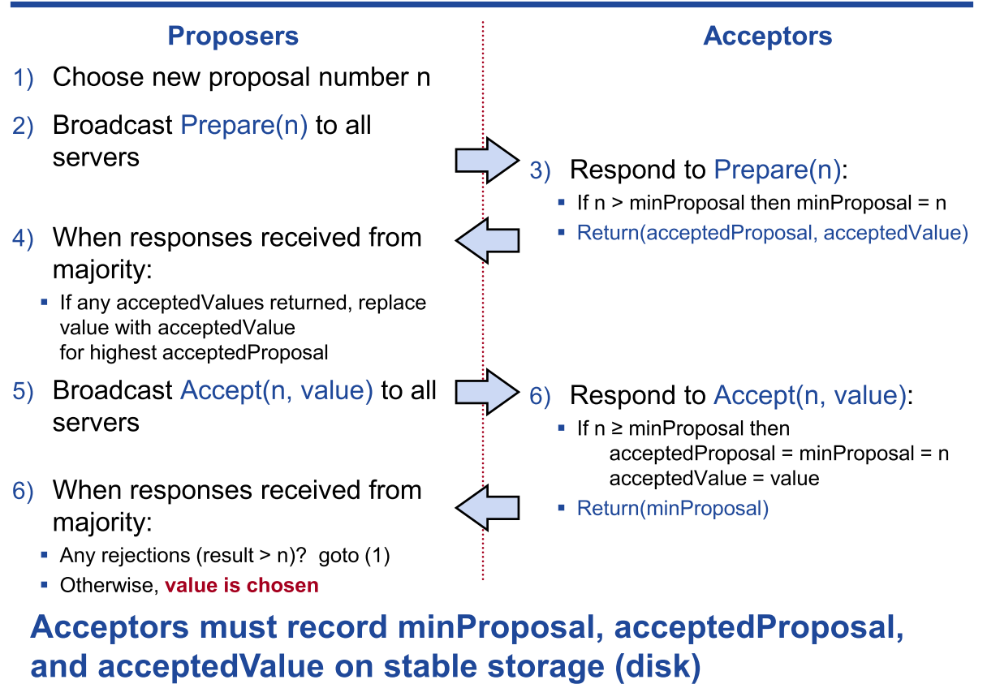 Proposers
1) Choose new proposal number n
2) Broadcast Prepare(n) to all
servers
4) When responses received from
majority:
▪ If any acceptedValues returned, replace
value with acceptedValue
for highest acceptedProposal
5) Broadcast Accept(n, value) to all
servers
6) When responses received from
majority:
▪ Any rejections (result > n)? goto (1)
▪ Otherwise, value is chosen
Acceptors
3) Respond to Prepare(n):
▪ If n > minProposal then minProposal = n
▪ Return(acceptedProposal, acceptedValue)
6) Respond to Accept(n, value):
▪ If n ≥ minProposal then
acceptedProposal = minProposal = n
acceptedValue = value
▪ Return(minProposal)
Acceptors must record minProposal, acceptedProposal,
and acceptedValue on stable storage (disk)